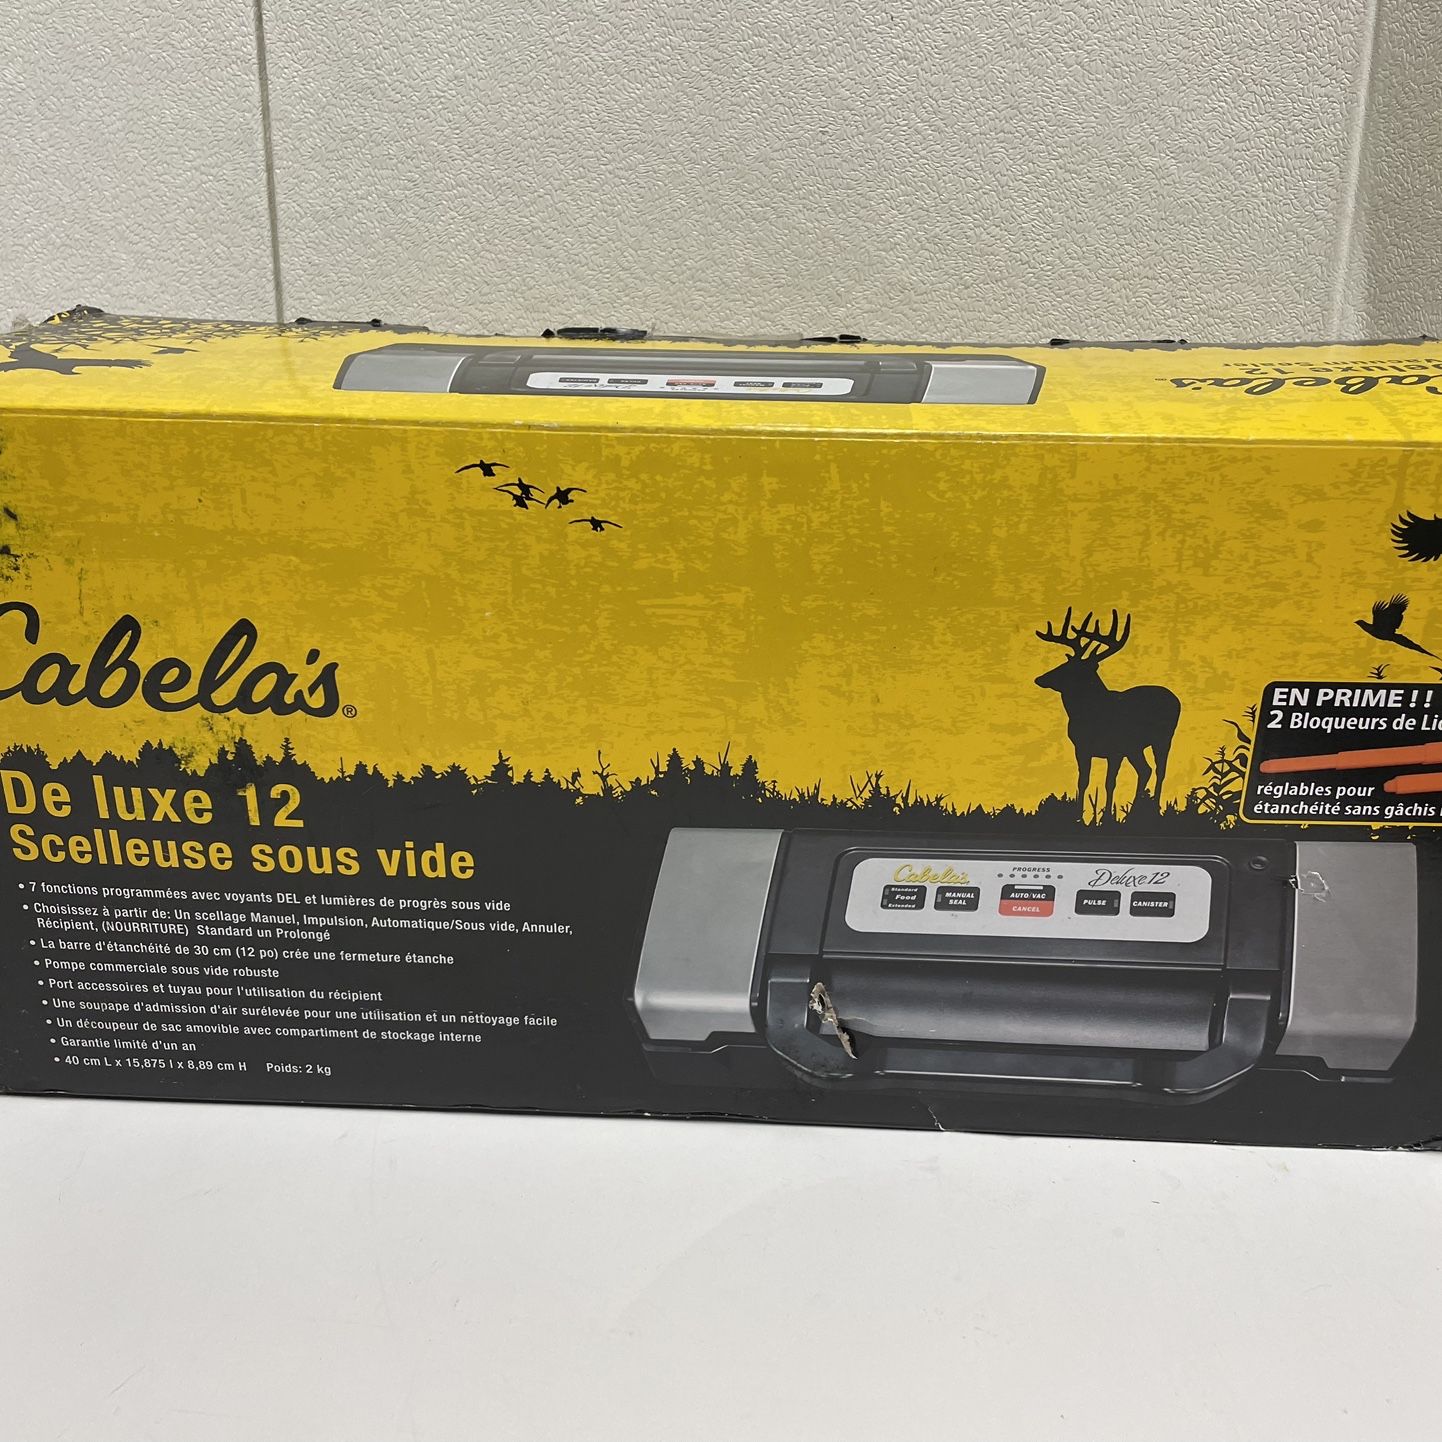 Cabela's
Deluxe 12
Cabela's®
De luxe 12
Scelleuse sous vide
• 7 fonctions programmées avec voyants DEL et lumières de progrès sous vide
• Choisissez à partir de: Un scellage Manuel, Impulsion, Automatique/Sous vide, Annuler,
Récipient, (NOURRITURE) Standard un Prolongé
• La barre d'étanchéité de 30 cm (12 po) crée une fermeture étanche
• Pompe commerciale sous vide robuste
• Port accessoires et tuyau pour l'utilisation du récipient
• Une soupape d'admission d'air surélevée pour une utilisation et un nettoyage facile
• Un découpeur de sac amovible avec compartiment de stockage interne
• Garantie limité d'un an
• 40 cm L x 15,875 l x 8,89 cm H Poids: 2 kg
EN PRIME!!
2 Bloqueurs de
réglables pour
étanchéité sans gâchis
Cabela's
PROGRESS
Deluxe 12
Standard
Food
Extended
MANUAL
SEAL
AUTO/VAC
CANCEL
PULSE
CANISTER